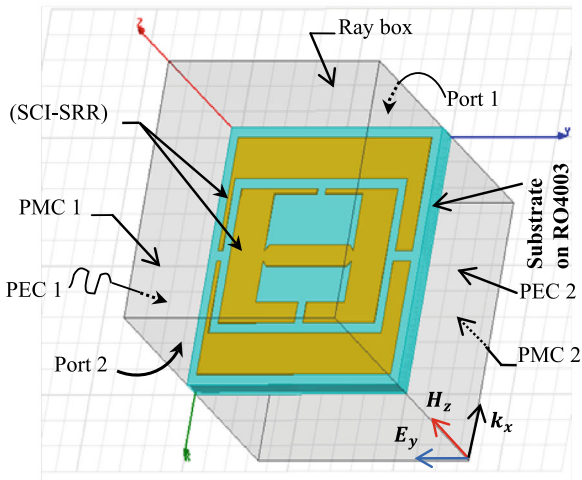 Ray box
Z
Port 1
(SCI-SRR)
Y
Substrate
on RO4003
PMC 1
PEC 1
PEC 2
PMC 2
Port 2
H_z
k_x
E_y